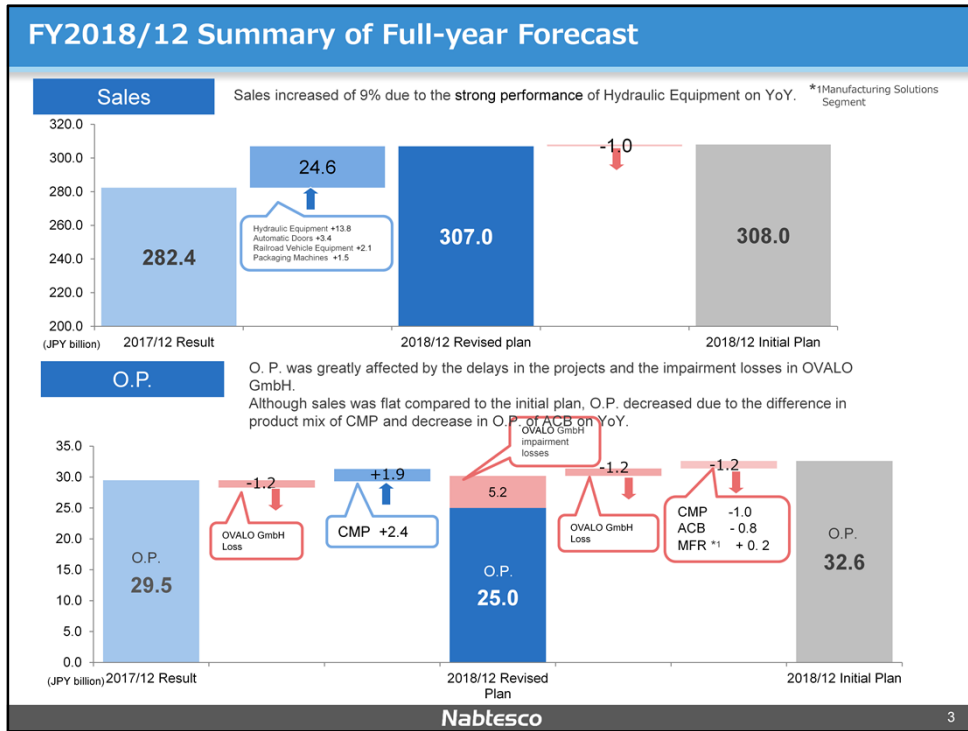 FY2018/12 Summary of Full-year Forecast
Sales
Sales increased of 9% due to the strong performance of Hydraulic Equipment on YoY.
*1Manufacturing Solutions
Segment
320.0
300.0
280.0
260.0
240.0
220.0
200.0
(JPY billion)
282.4
24.6
Hydraulic Equipment +13.8
Automatic Doors +3.4
Railroad Vehicle Equipment +2.1
Packaging Machines +1.5
307.0
-1.0
308.0
2017/12 Result
2018/12 Revised plan
2018/12 Initial Plan
O.P.
O. P. was greatly affected by the delays in the projects and the impairment losses in OVALO
GmbH.
Although sales was flat compared to the initial plan, O.P. decreased due to the difference in
product mix of CMP and decrease in O.P. of ACB on YoY.
35.0
30.0
25.0
20.0
15.0
10.0
5.0
0.0
(JPY billion)
O.P.
29.5
-1.2
OVALO GmbH
Loss
+1.9
CMP +2.4
OVALO GmbH
impairment
losses
5.2
O.P.
25.0
-1.2
OVALO GmbH
Loss
-1.2
CMP -1.0
ACB - 0.8
MFR *1 + 0. 2
O.P.
32.6
2017/12 Result
2018/12 Revised
Plan
2018/12 Initial Plan
Nabtesco
3